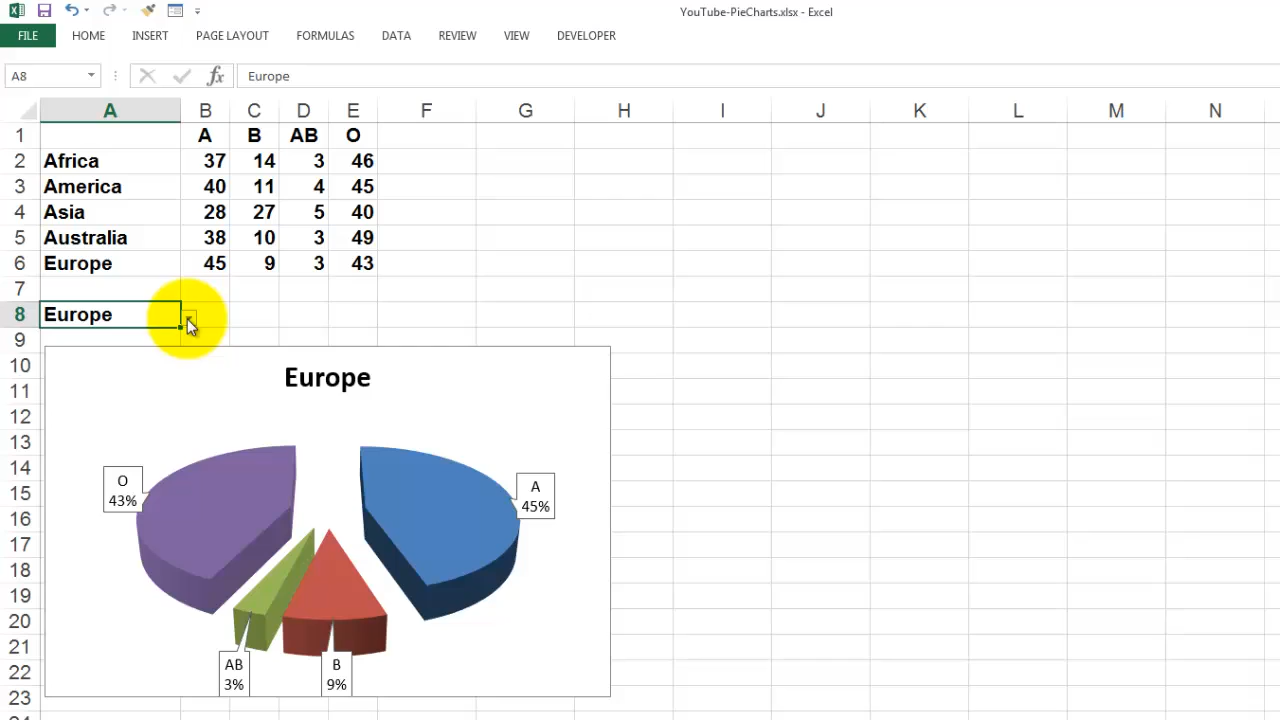 YouTube-PieCharts.xlsx - Excel
FILE HOME INSERT PAGE LAYOUT FORMULAS DATA REVIEW VIEW DEVELOPER
A8 fx Europe
A B C D E F G H I J K L M N
1 A B AB O
2 Africa 37 14 3 46
3 America 40 11 4 45
4 Asia 28 27 5 40
5 Australia 38 10 3 49
6 Europe 45 9 3 43
7
8 Europe
9
10
11
12
13
14
15
16
17
18
19
20
21
22
23
Europe
O
43%
A
45%
AB
3%
B
9%